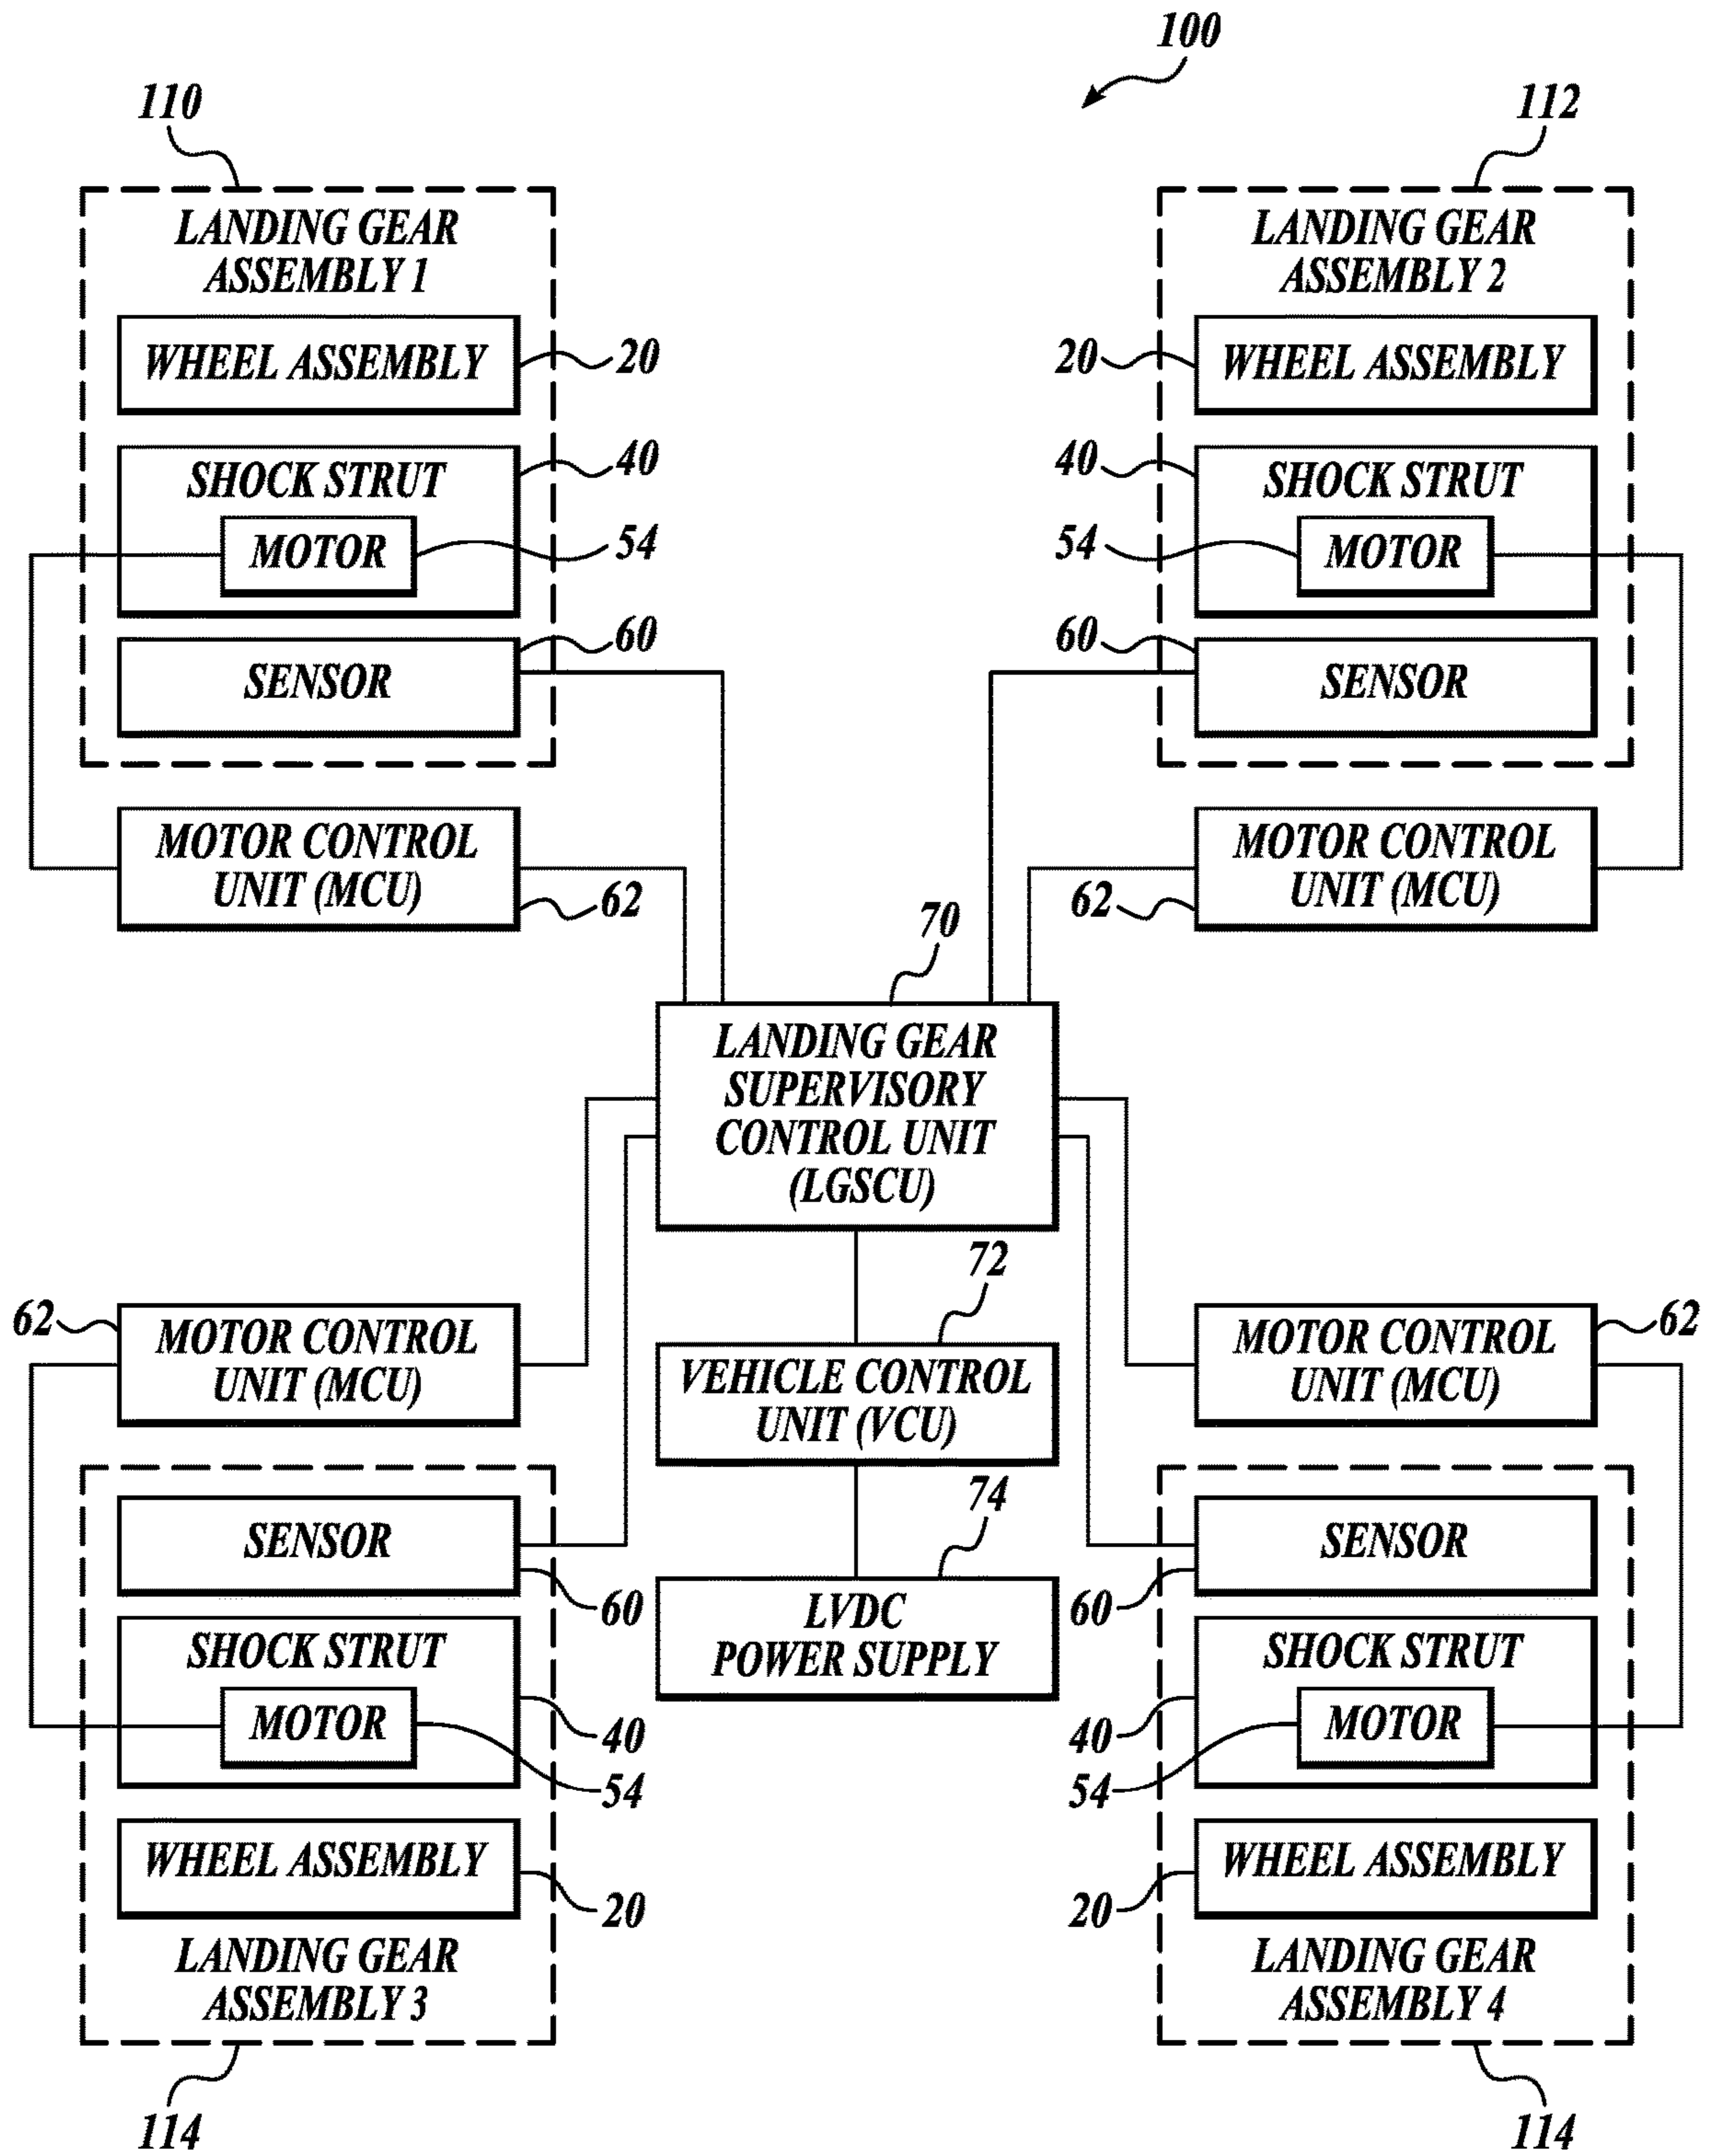 100
110
LANDING GEAR
ASSEMBLY 1
WHEEL ASSEMBLY
20
SHOCK STRUT
40
MOTOR
54
SENSOR
60
MOTOR CONTROL
UNIT (MCU)
62
112
LANDING GEAR
ASSEMBLY 2
20
WHEEL ASSEMBLY
40
SHOCK STRUT
54
MOTOR
60
SENSOR
MOTOR CONTROL
UNIT (MCU)
62
70
LANDING GEAR
SUPERVISORY
CONTROL UNIT
(LGSCU)
72
VEHICLE CONTROL
UNIT (VCU)
74
LVDC
POWER SUPPLY
62
MOTOR CONTROL
UNIT (MCU)
SENSOR
60
SHOCK STRUT
MOTOR
40
54
WHEEL ASSEMBLY
20
LANDING GEAR
ASSEMBLY 3
114
MOTOR CONTROL
UNIT (MCU)
62
SENSOR
60
SHOCK STRUT
MOTOR
40
54
WHEEL ASSEMBLY
20
LANDING GEAR
ASSEMBLY 4
114